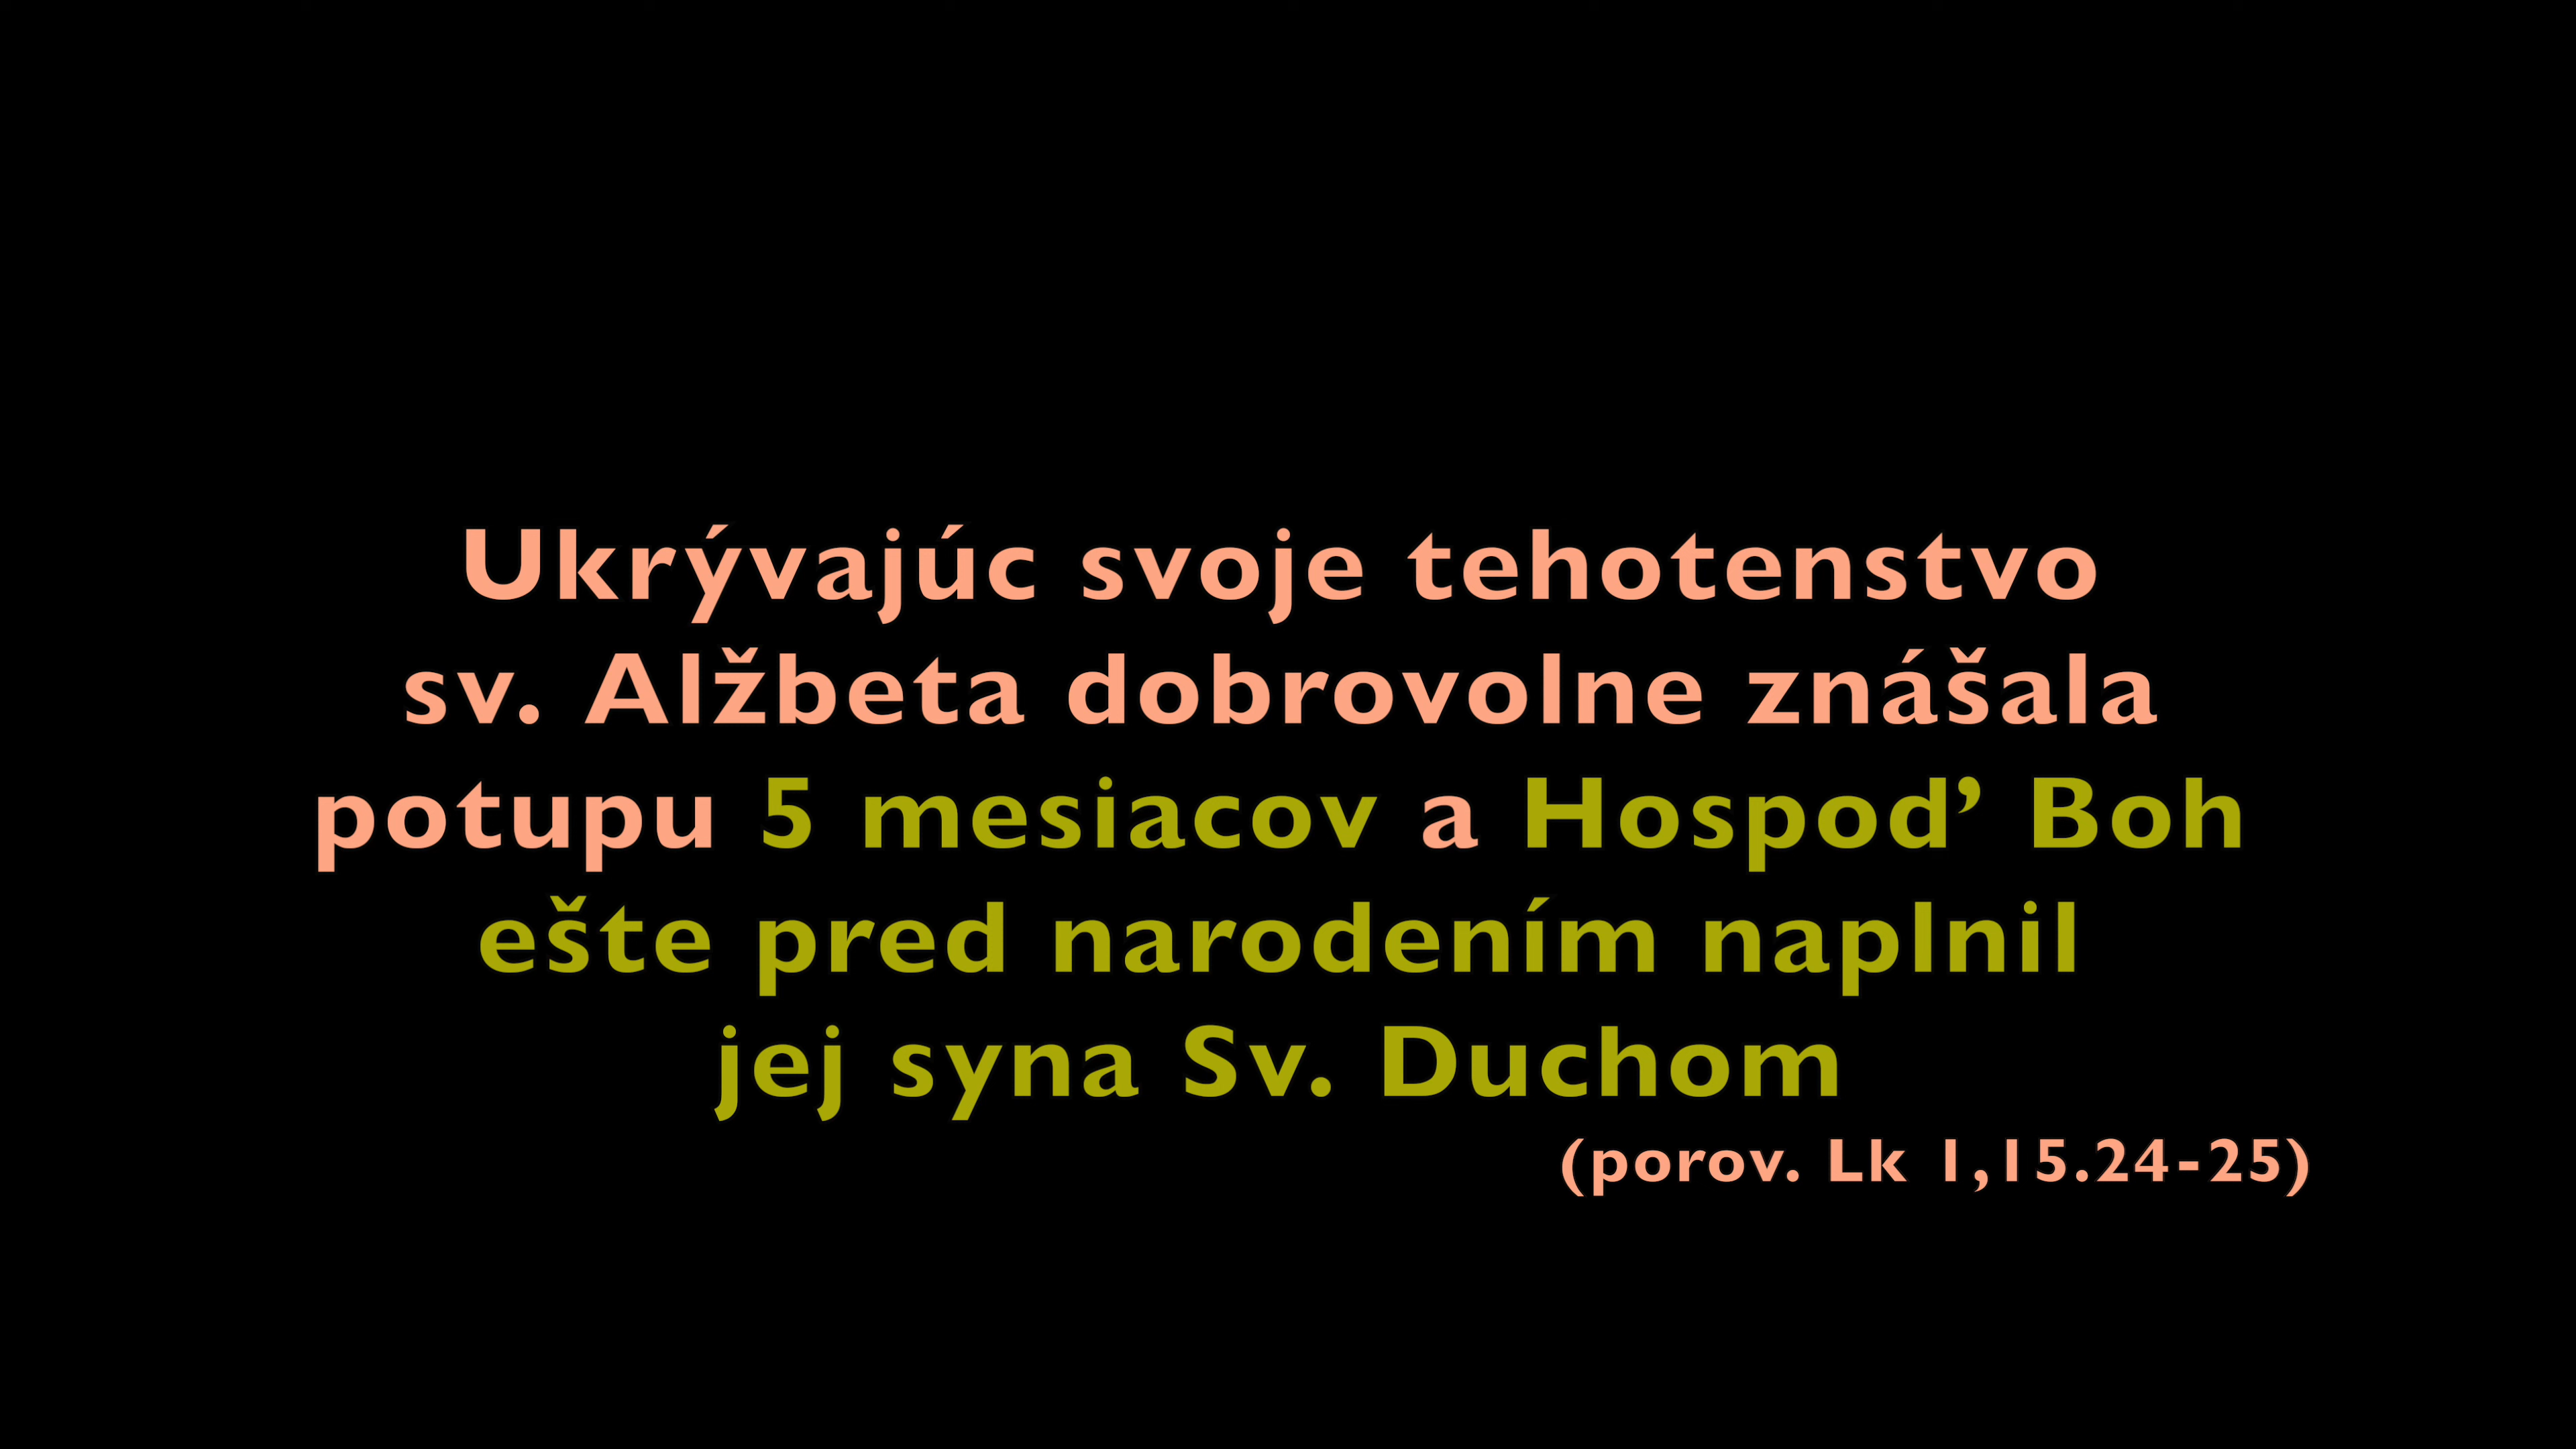 Ukrývajúc svoje tehotenstvo
sv. Alžbeta dobrovolne znášala
potupu 5 mesiacov a Hospod’ Boh
ešte pred narodením naplnil
jej syna Sv. Duchom
(porov. Lk 1,15.24-25)